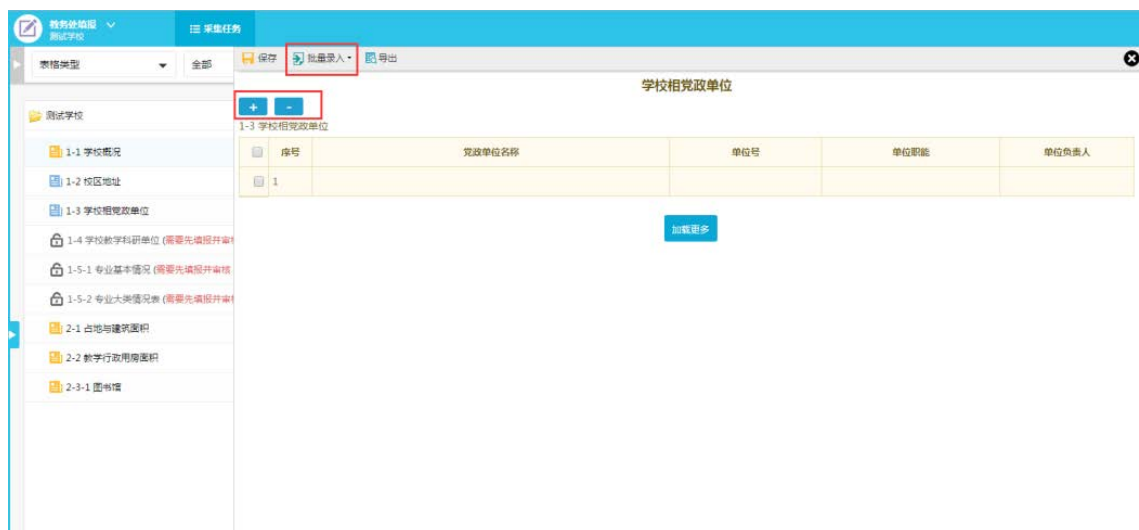 教务处填报
测试学校
采集任务
表格类型
全部
保存
批量录入
导出
学校相党政单位
+
-
1-3 学校相党政单位
序号
党政单位名称
单位号
单位职能
单位负责人
1
加载更多
测试学校
1-1 学校概况
1-2 校区地址
1-3 学校相党政单位
1-4 学校教学科研单位 (需要先填报并审核
1-5-1 专业基本情况 (需要先填报并审核
1-5-2 专业大类情况表 (需要先填报并审核
2-1 占地与建筑面积
2-2 教学行政用房面积
2-3-1 图书馆